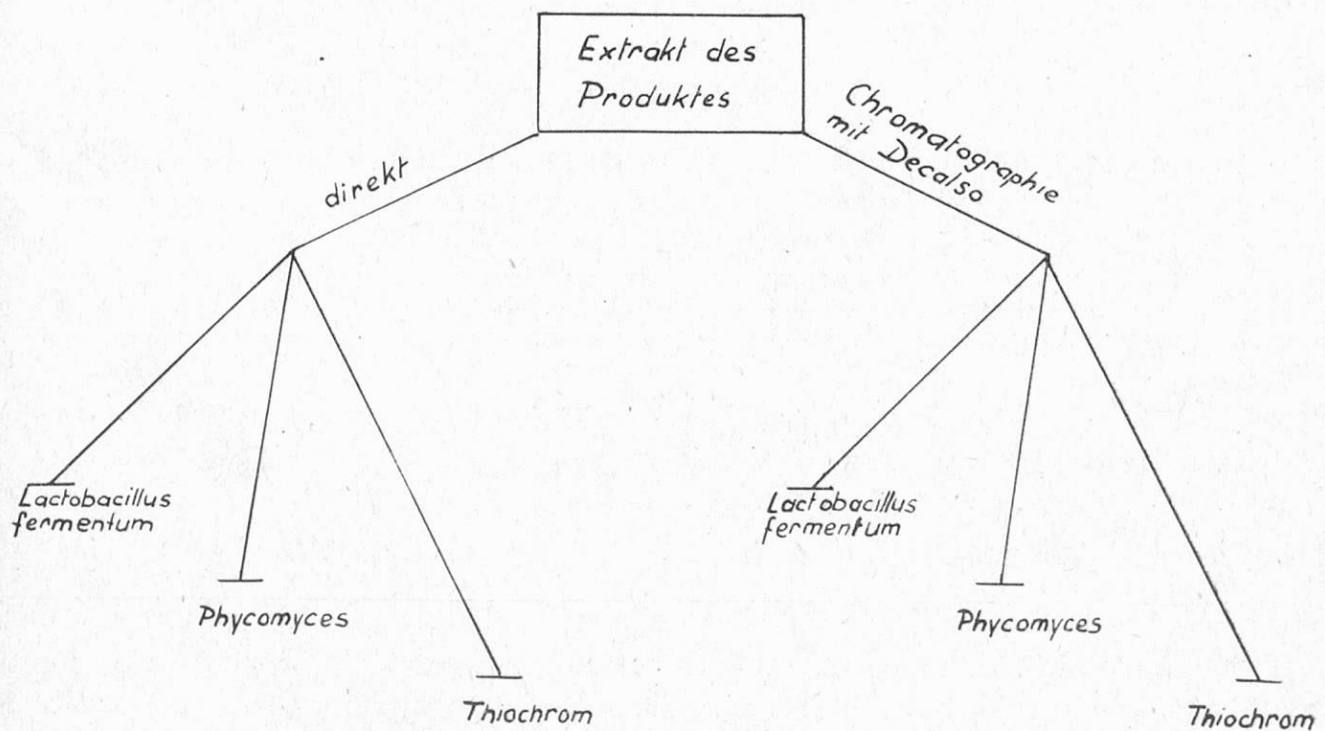 Extrakt des
Produktes
direkt
Chromatographie
mit Decalso
Lactobacillus
fermentum
Phycomyces
Thiochrom
Lactobacillus
fermentum
Phycomyces
Thiochrom